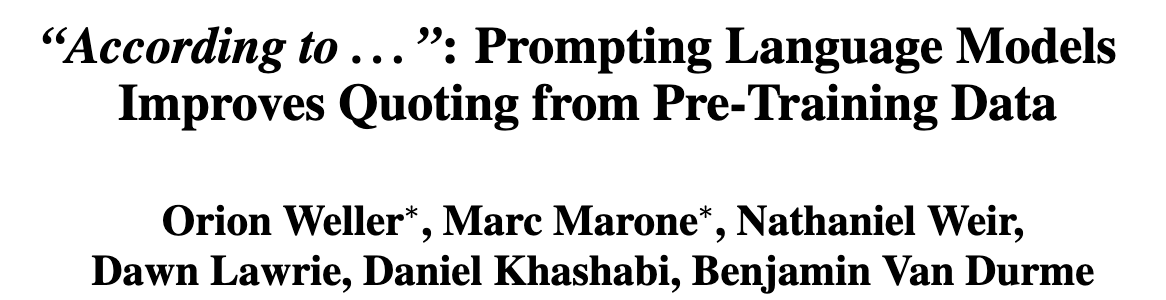 “According to . . . ”: Prompting Language Models
Improves Quoting from Pre-Training Data
Orion Weller*, Marc Marone*, Nathaniel Weir,
Dawn Lawrie, Daniel Khashabi, Benjamin Van Durme